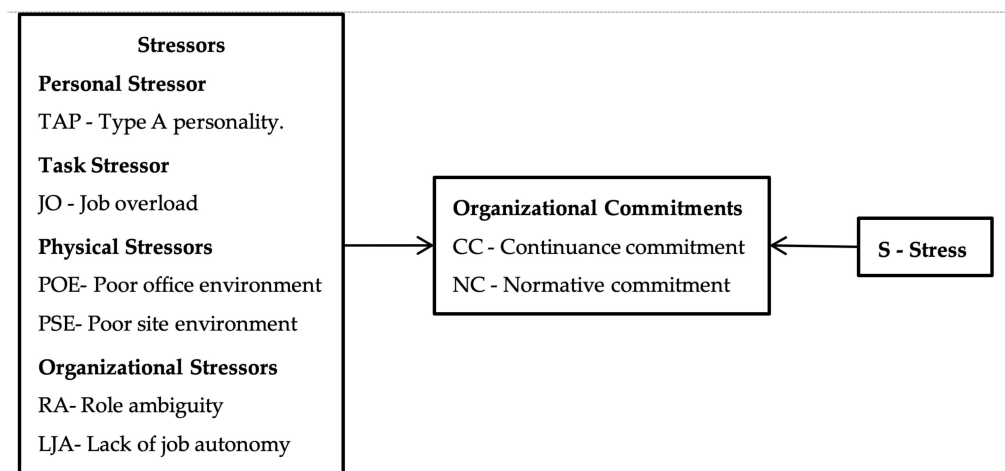 Stressors
Personal Stressor
TAP - Type A personality.
Task Stressor
JO - Job overload
Physical Stressors
POE- Poor office environment
PSE- Poor site environment
Organizational Stressors
RA- Role ambiguity
LJA- Lack of job autonomy
Organizational Commitments
CC - Continuance commitment
NC - Normative commitment
S - Stress